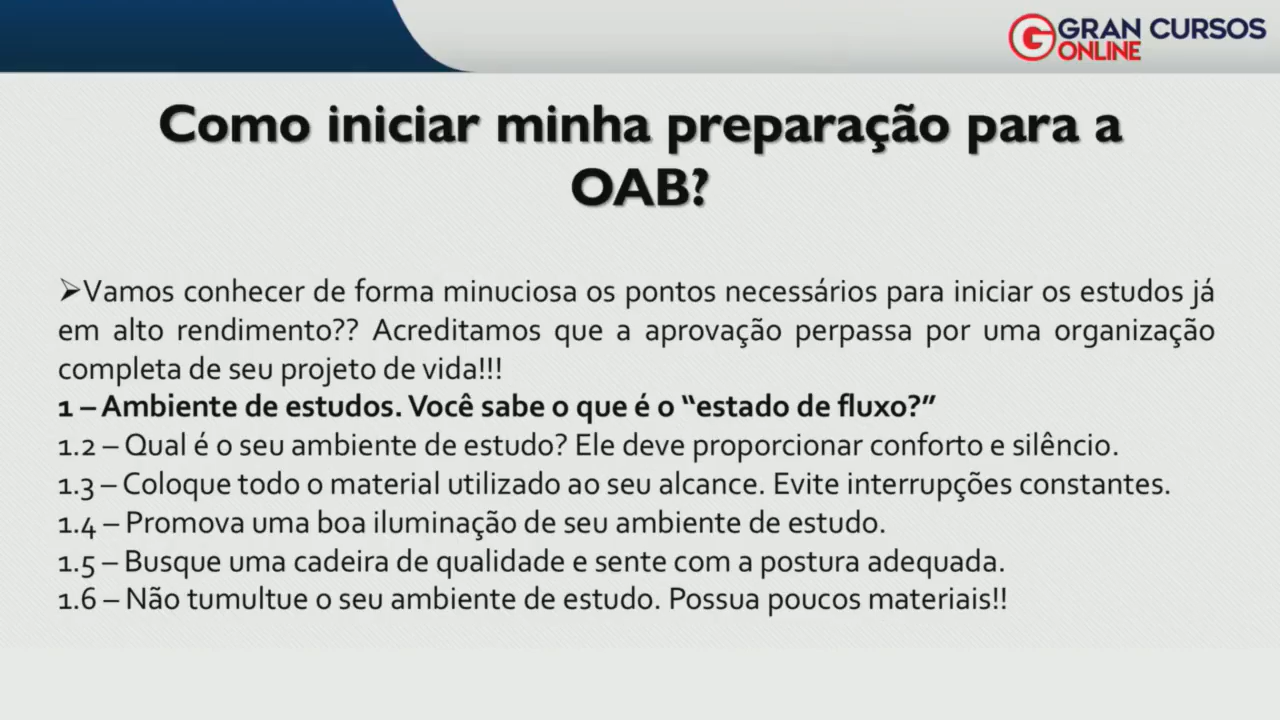 GRAN CURSOS
ONLINE
Como iniciar minha preparação para a
OAB?
➢Vamos conhecer de forma minuciosa os pontos necessários para iniciar os estudos já
em alto rendimento?? Acreditamos que a aprovação perpassa por uma organização
completa de seu projeto de vida!!!
1 – Ambiente de estudos. Você sabe o que é o “estado de fluxo?”
1.2 – Qual é o seu ambiente de estudo? Ele deve proporcionar conforto e silêncio.
1.3 – Coloque todo o material utilizado ao seu alcance. Evite interrupções constantes.
1.4 – Promova uma boa iluminação de seu ambiente de estudo.
1.5 – Busque uma cadeira de qualidade e sente com a postura adequada.
1.6 – Não tumultue o seu ambiente de estudo. Possua poucos materiais!!